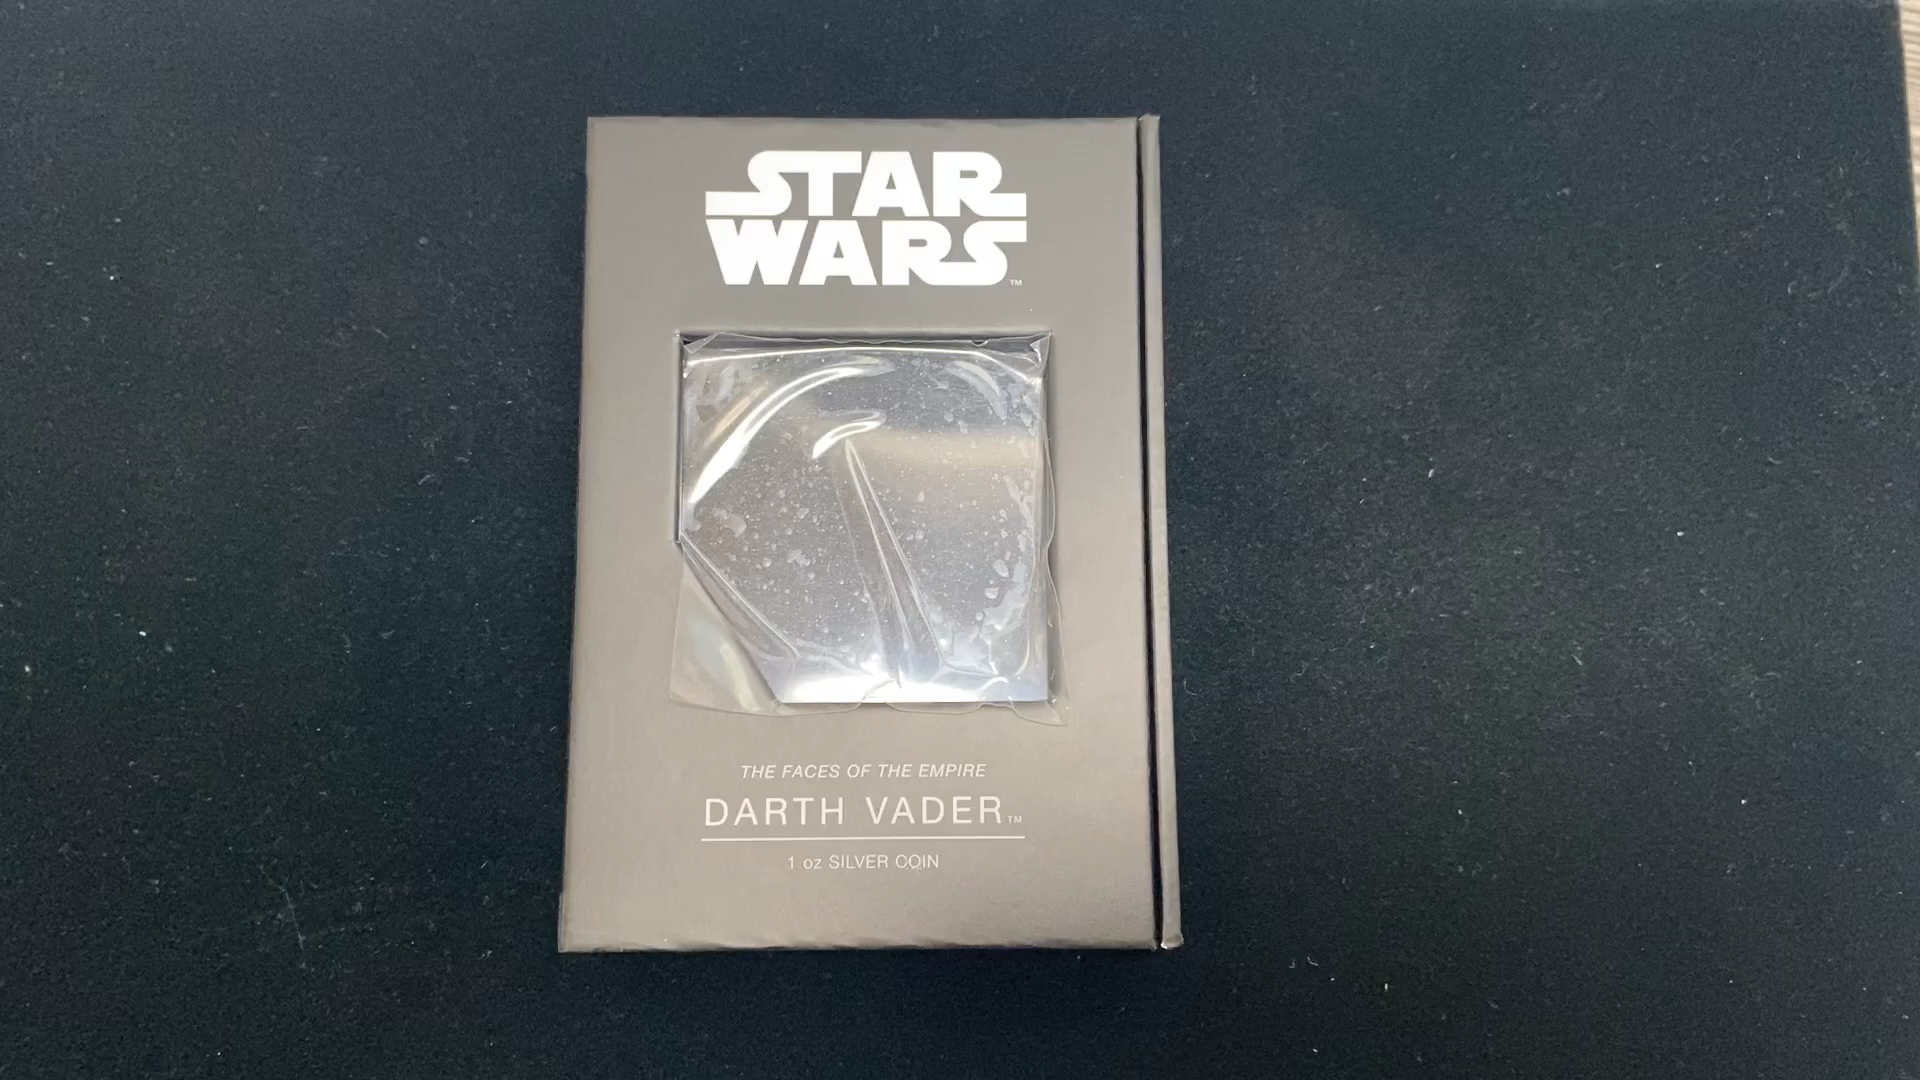 STAR
WARS™
THE FACES OF THE EMPIRE
DARTH VADER™
1 oz SILVER COIN